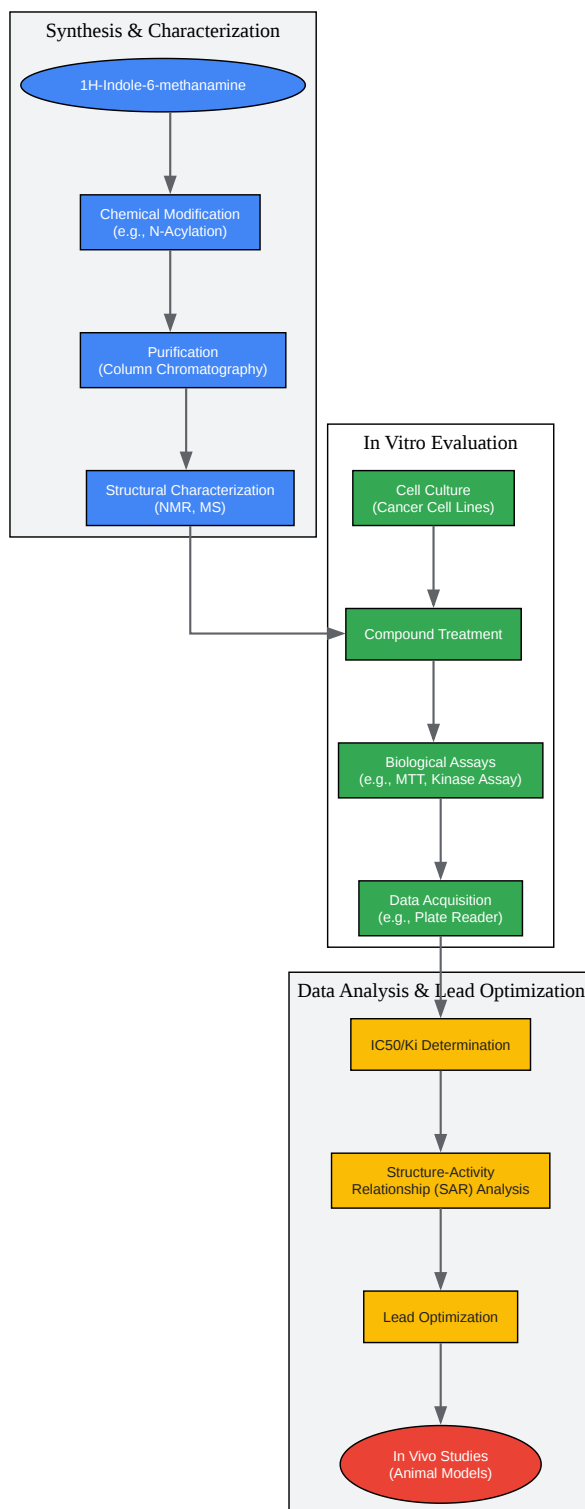 Synthesis & Characterization
1H-Indole-6-methanamine
Chemical Modification
(e.g., N-Acylation)
Purification
(Column Chromatography)
Structural Characterization
(NMR, MS)
In Vitro Evaluation
Cell Culture
(Cancer Cell Lines)
Compound Treatment
Biological Assays
(e.g., MTT, Kinase Assay)
Data Acquisition
(e.g., Plate Reader)
Data Analysis & Lead Optimization
IC50/Ki Determination
Structure-Activity
Relationship (SAR) Analysis
Lead Optimization
In Vivo Studies
(Animal Models)